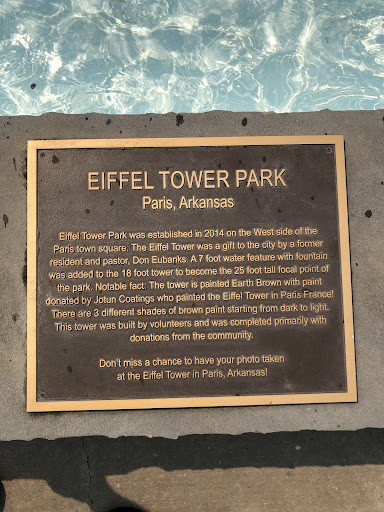 EIFFEL TOWER PARK
Paris, Arkansas
Eiffel Tower Park was established in 2014 on the West side of the
Paris town square. The Eiffel Tower was a gift to the city by a former
resident and pastor, Don Eubanks. A 7 foot water feature with fountain
was added to the 18 foot tower to become the 25 foot tall focal point of
the park. Notable fact: The tower is painted Earth Brown with paint
donated by Jotun Coatings who painted the Eiffel Tower in Paris France!
There are 3 different shades of brown paint starting from dark to light.
This tower was built by volunteers and was completed primarily with
donations from the community.
Don't miss a chance to have your photo taken
at the Eiffel Tower in Paris, Arkansas!